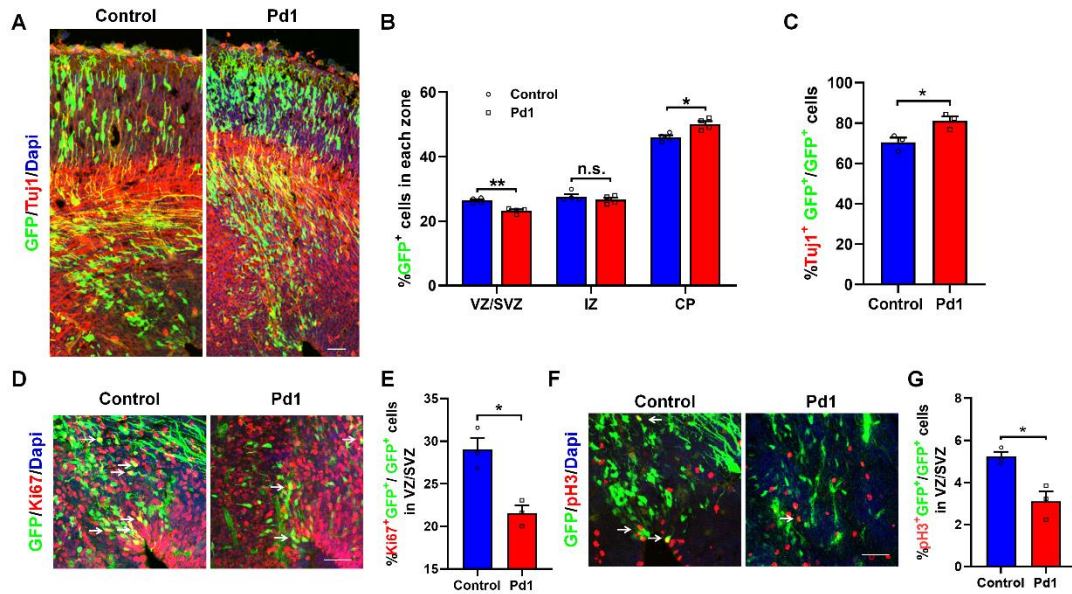 A
Control
Pd1
GFP/Tuj1/Dapi
B
%GFP+ cells in each zone
60
40
20
0
Control
Pd1
**
n.s.
*
VZ/SVZ
IZ
CP
C
%Tuj1+ GFP+/GFP+ cells
100
80
60
40
20
0
*
Control
Pd1
D
Control
Pd1
GFP/Ki67/Dapi
E
%Ki67+GFP+/ GFP+ cells
in VZ/SVZ
35
30
25
20
15
*
Control
Pd1
F
Control
Pd1
GFP/pH3/Dapi
G
%pH3+GFP+/GFP+ cells
in VZ/SVZ
8
6
4
2
0
*
Control
Pd1